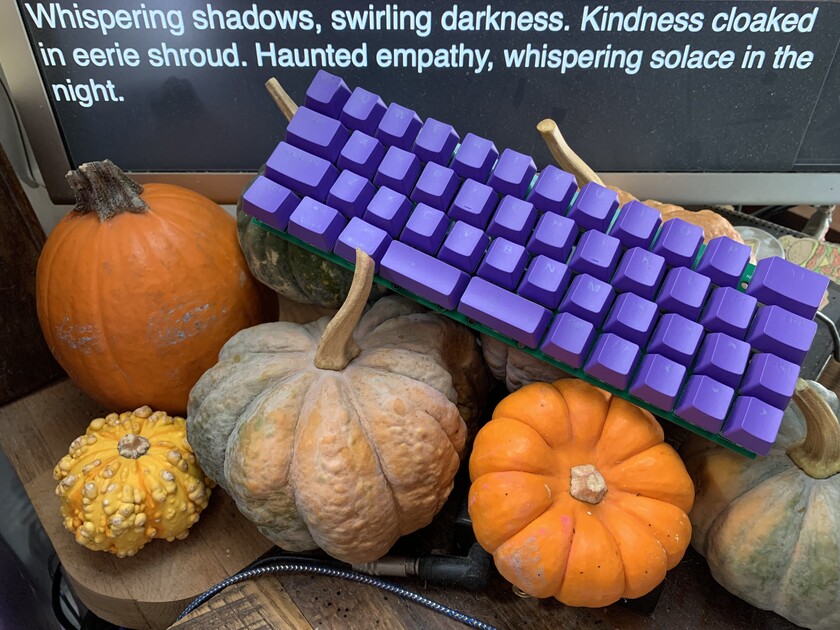 Whispering shadows, swirling darkness. Kindness cloaked
in eerie shroud. Haunted empathy, whispering solace in the
night.